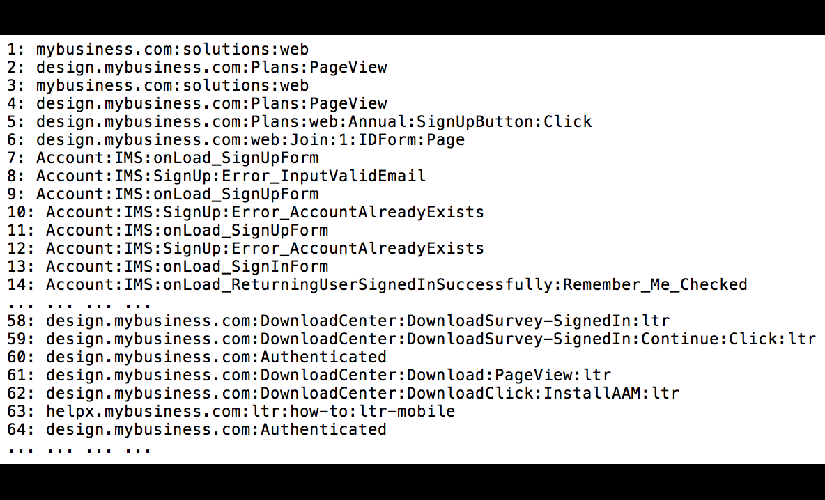 1: mybusiness.com:solutions:web
2: design.mybusiness.com:Plans:PageView
3: mybusiness.com:solutions:web
4: design.mybusiness.com:Plans:PageView
5: design.mybusiness.com:Plans:web:Annual:SignUpButton:Click
6: design.mybusiness.com:web:Join:1:IDForm:Page
7: Account:IMS:onLoad_SignUpForm
8: Account:IMS:SignUp:Error_InputValidEmail
9: Account:IMS:onLoad_SignUpForm
10: Account:IMS:SignUp:Error_AccountAlreadyExists
11: Account:IMS:onLoad_SignUpForm
12: Account:IMS:SignUp:Error_AccountAlreadyExists
13: Account:IMS:onLoad_SignInForm
14: Account:IMS:onLoad_ReturningUserSignedInSuccessfully:Remember_Me_Checked
... ... ... ...
58: design.mybusiness.com:DownloadCenter:DownloadSurvey-SignedIn:ltr
59: design.mybusiness.com:DownloadCenter:DownloadSurvey-SignedIn:Continue:Click:ltr
60: design.mybusiness.com:Authenticated
61: design.mybusiness.com:DownloadCenter:Download:PageView:ltr
62: design.mybusiness.com:DownloadCenter:DownloadClick:InstallAAM:ltr
63: helpx.mybusiness.com:ltr:how-to:ltr-mobile
64: design.mybusiness.com:Authenticated
... ... ... ...